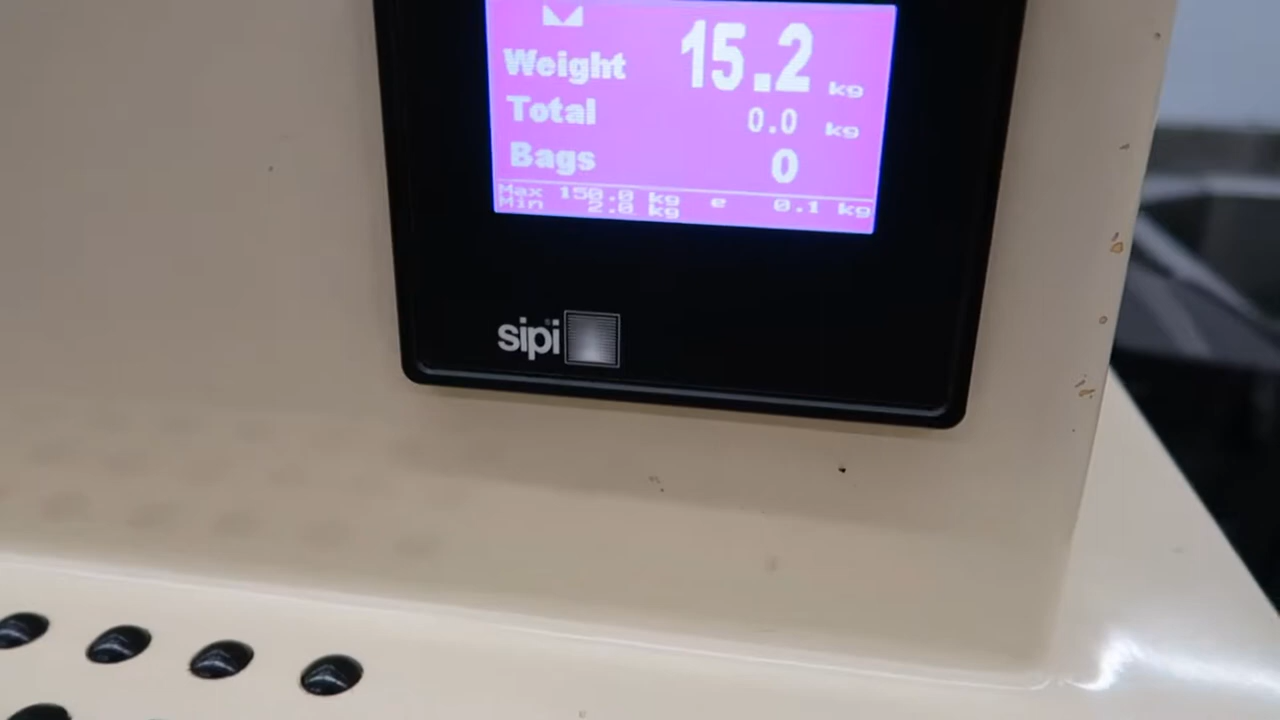 Weight 15.2 kg
Total 0.0 kg
Bags 0
Max 150.0 kg e 0.1 kg
Min 2.0 kg
sipi